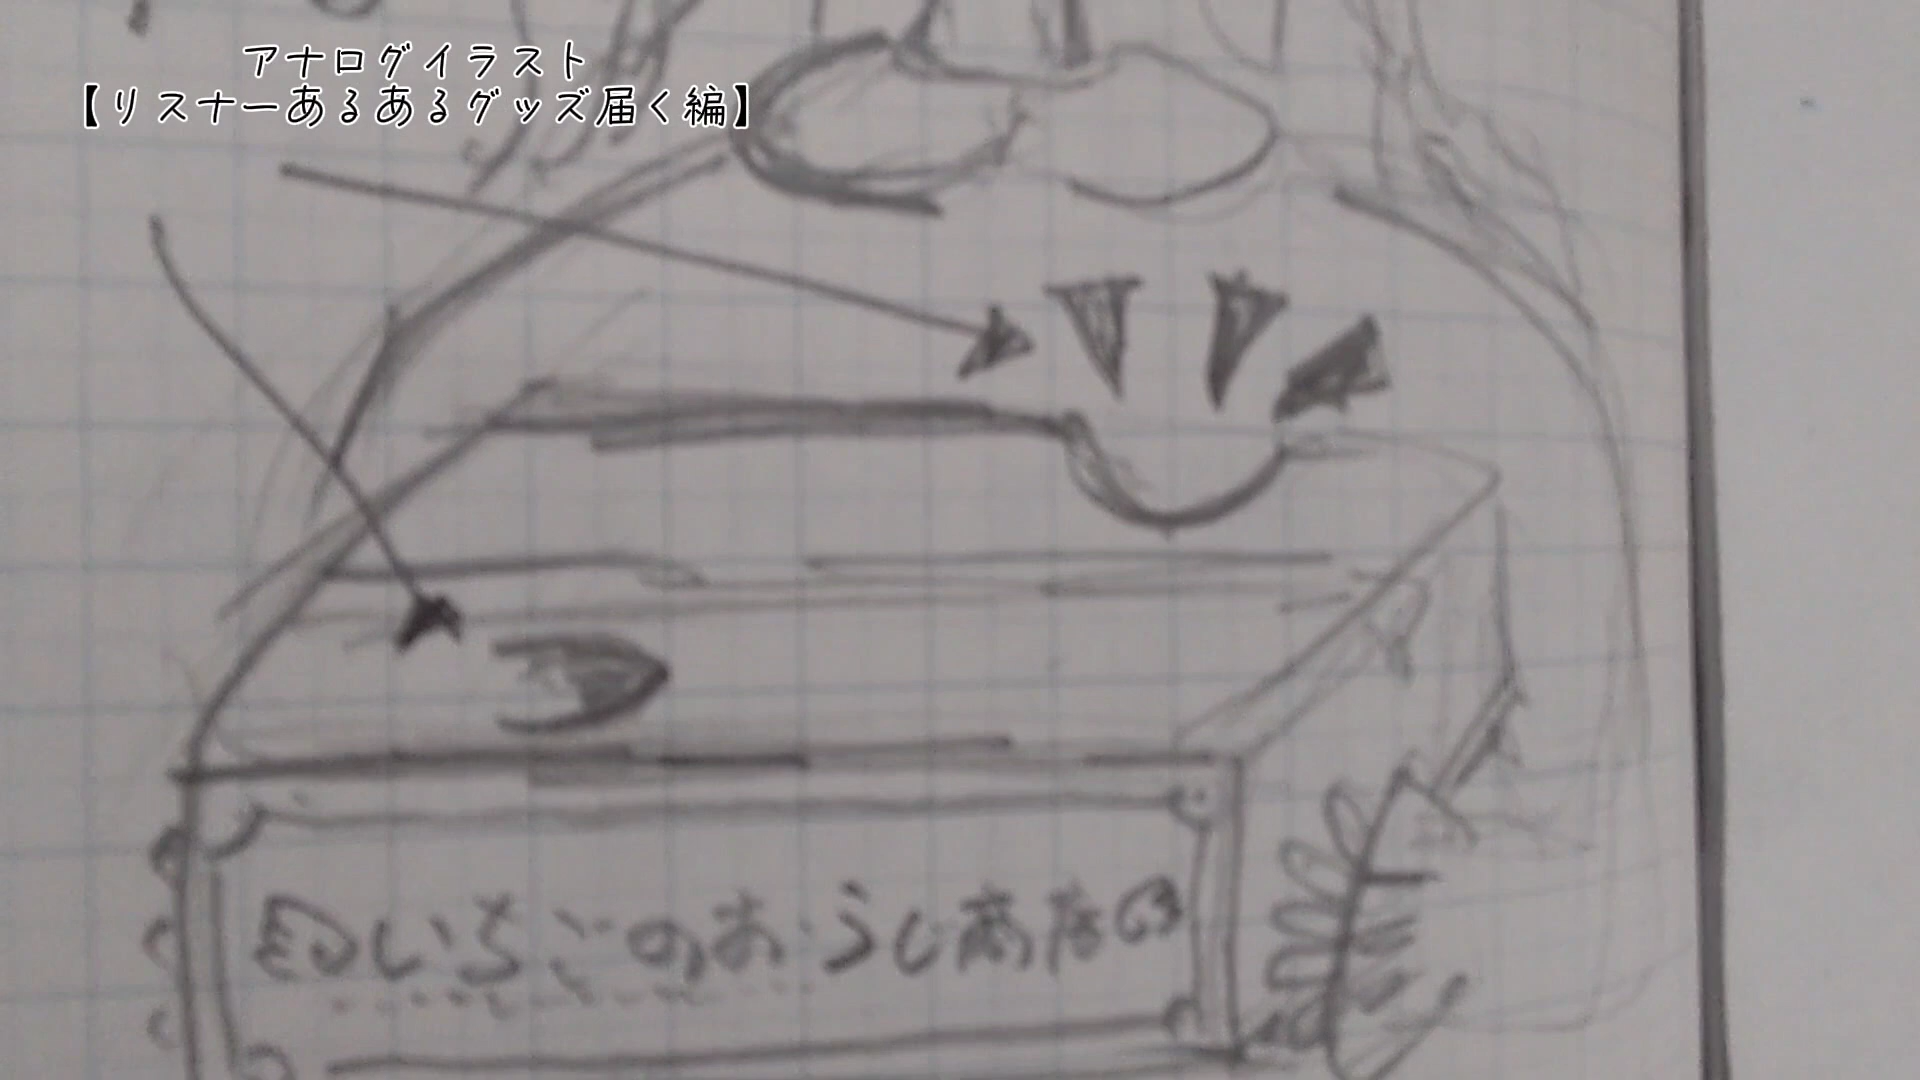 アナログイラスト
【リスナーあるあるグッズ届く編】
いちごのおうし商店